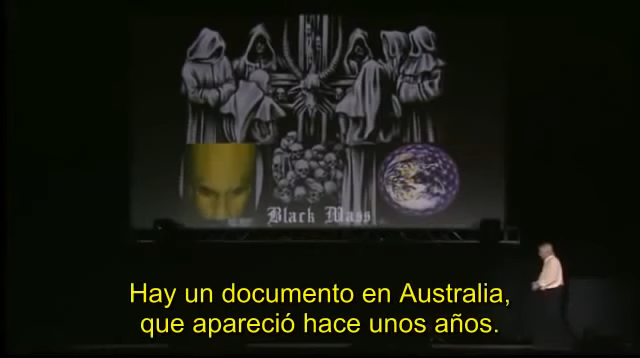 Black Mass
Hay un documento en Australia,
que apareció hace unos años.